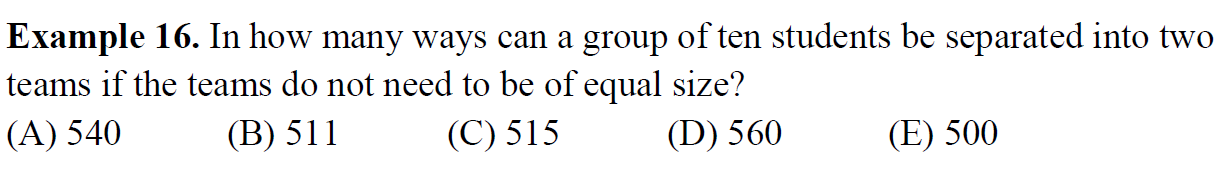 Example 16. In how many ways can a group of ten students be separated into two
teams if the teams do not need to be of equal size?
(A) 540 (B) 511 (C) 515 (D) 560 (E) 500